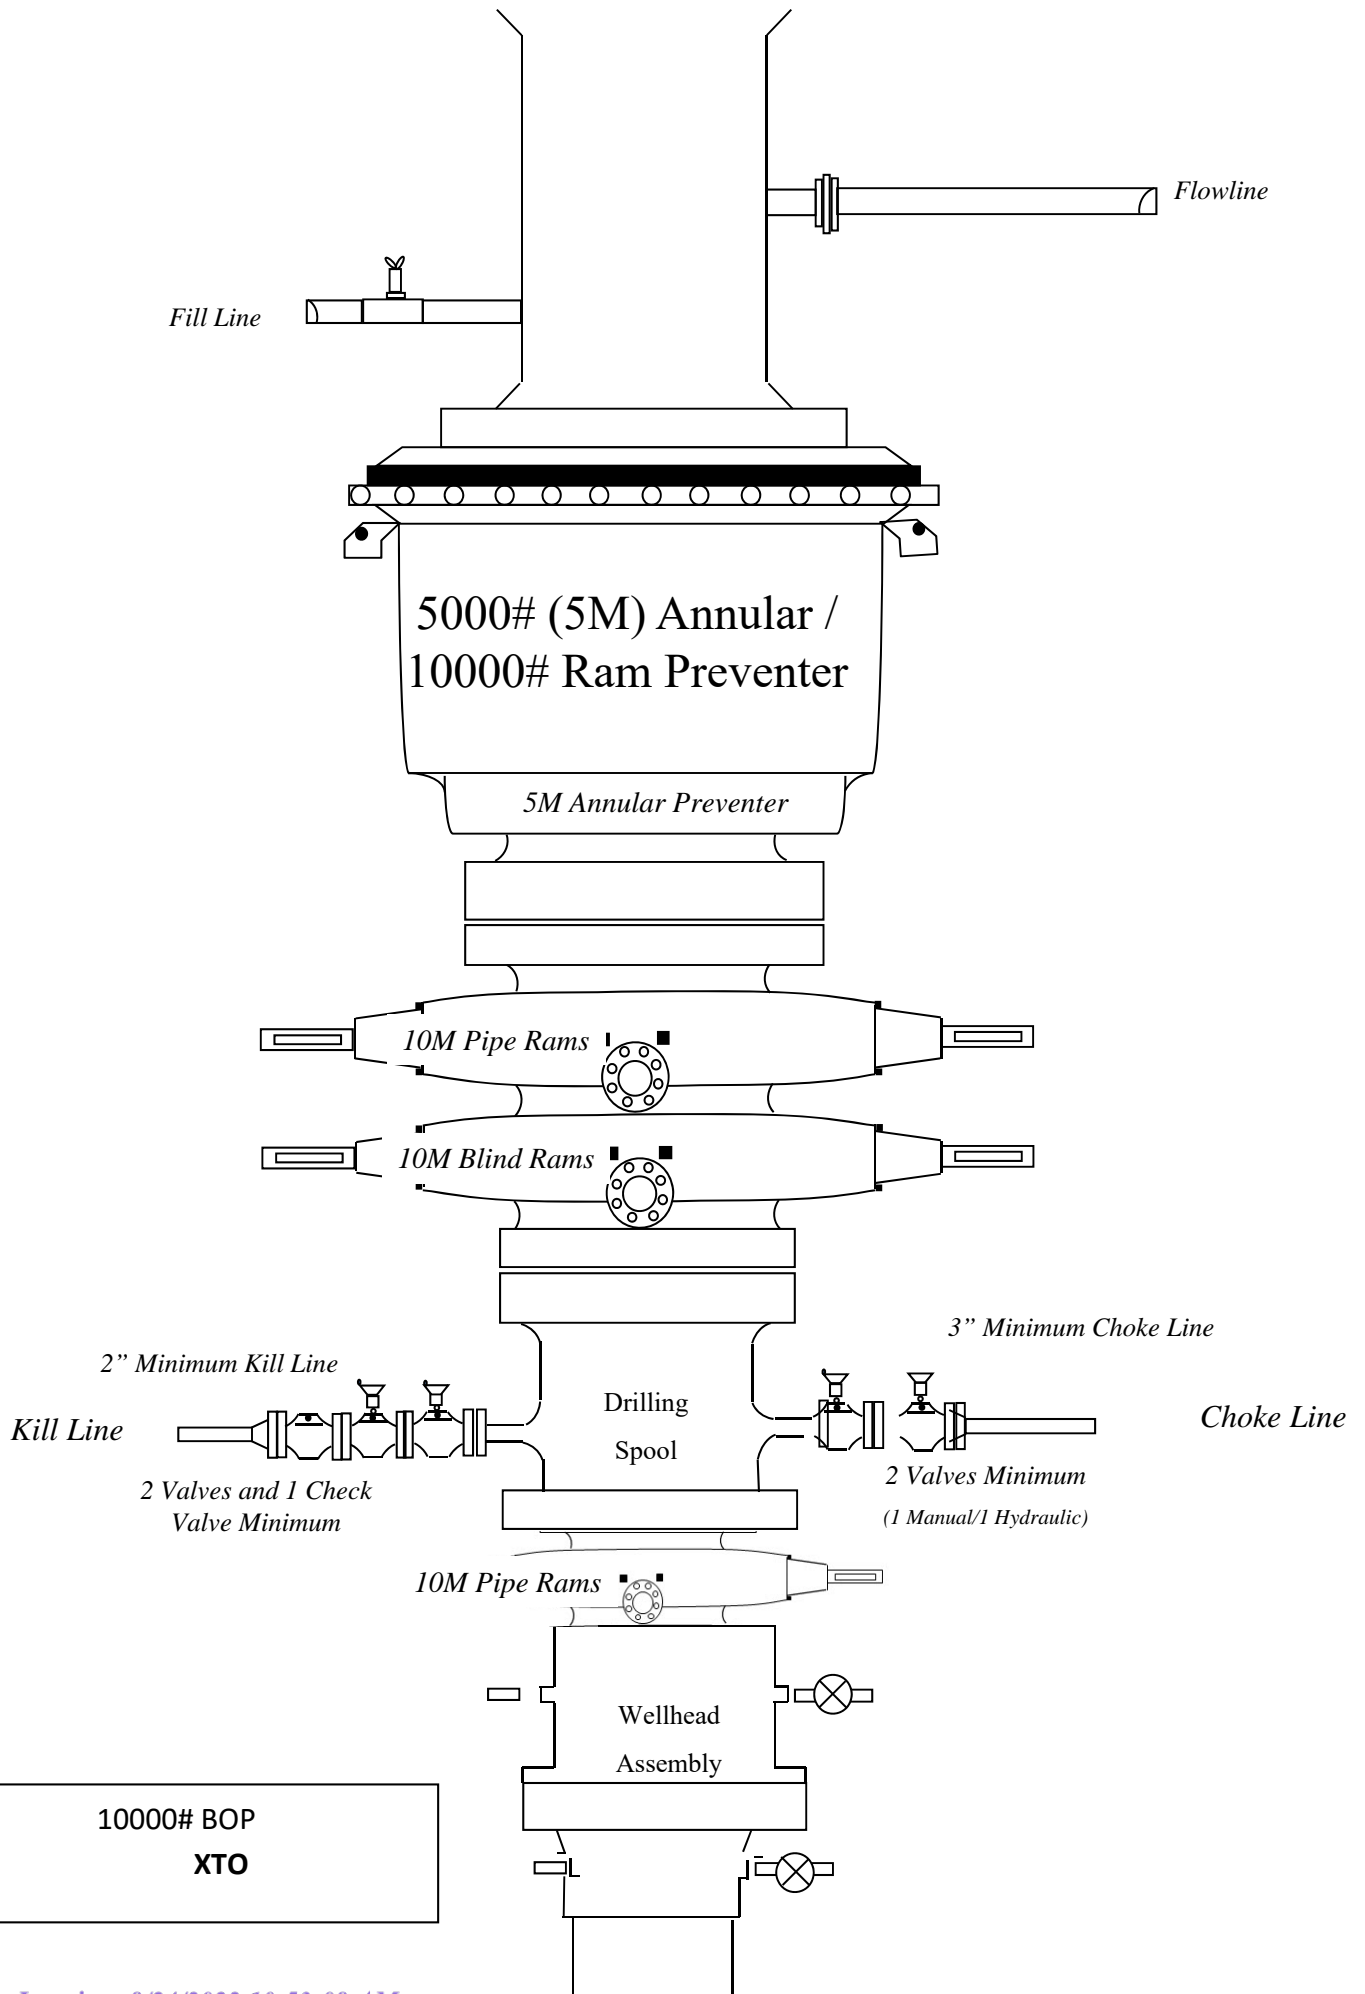 Flowline
Fill Line
5000# (5M) Annular /
10000# Ram Preventer
5M Annular Preventer
10M Pipe Rams
10M Blind Rams
3” Minimum Choke Line
2” Minimum Kill Line
Drilling
Spool
Kill Line
Choke Line
2 Valves and 1 Check
Valve Minimum
2 Valves Minimum
(1 Manual/1 Hydraulic)
10M Pipe Rams
Wellhead
Assembly
10000# BOP
XTO